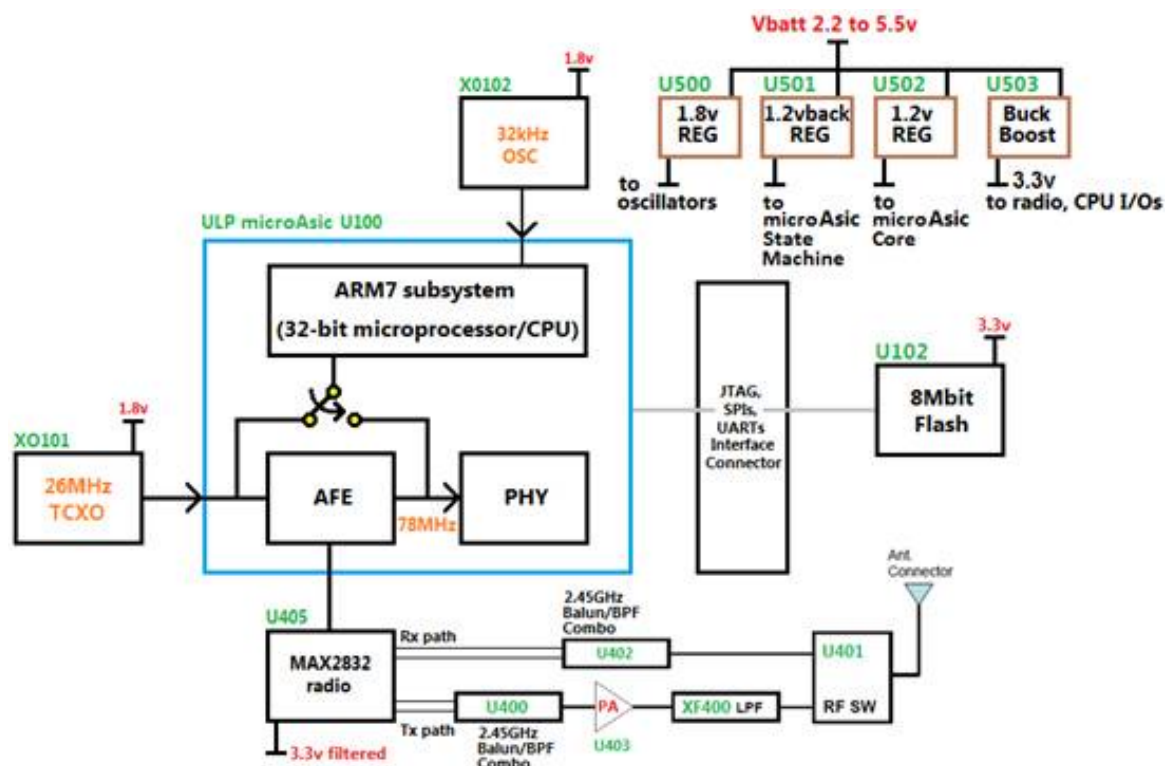 Vbatt 2.2 to 5.5v
1.8v
X0102
32kHz
OSC
U500
1.8v
REG
to
oscillators
U501
1.2vback
REG
to
microAsic
State
Machine
U502
1.2v
REG
to
microAsic
Core
U503
Buck
Boost
3.3v
to radio, CPU I/Os
ULP microAsic U100
ARM7 subsystem
(32-bit microprocessor/CPU)
1.8v
XO101
26MHz
TCXO
AFE
78MHz
PHY
JTAG,
SPIs,
UARTs
Interface
Connector
3.3v
U102
8Mbit
Flash
Ant.
Connector
U405
MAX2832
radio
3.3v filtered
Rx path
2.45GHz
Balun/BPF
Combo
U402
U401
RF SW
Tx path
U400
2.45GHz
Balun/BPF
Combo
PA
U403
XF400 LPF